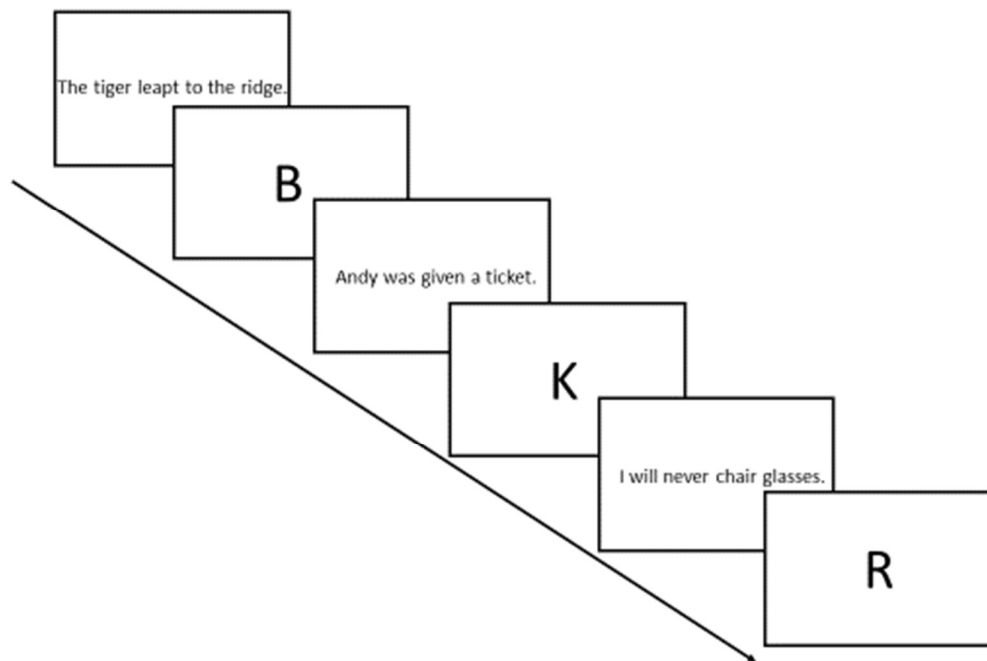 The tiger leapt to the ridge.
B
Andy was given a ticket.
K
I will never chair glasses.
R